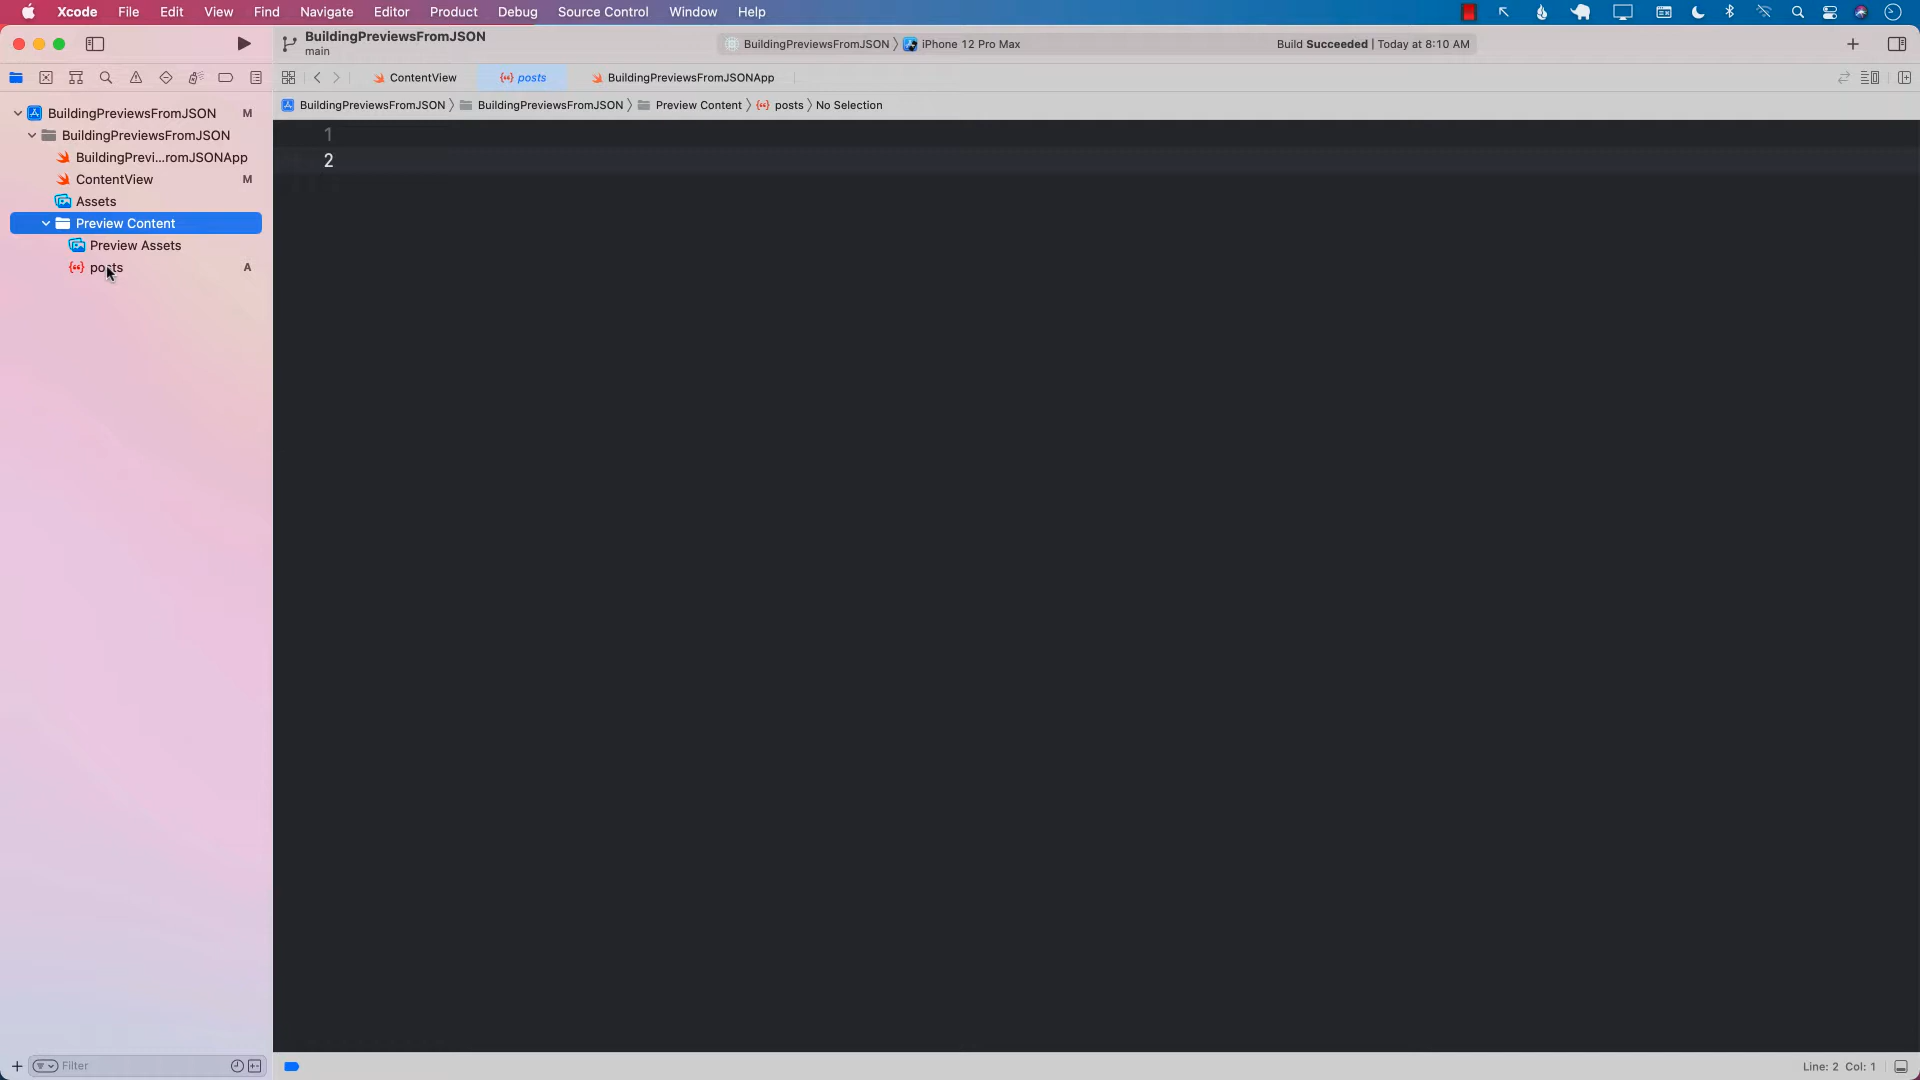 Xcode File Edit View Find Navigate Editor Product Debug Source Control Window Help
BuildingPreviewsFromJSON
main
BuildingPreviewsFromJSON iPhone 12 Pro Max
Build Succeeded | Today at 8:10 AM
ContentView posts BuildingPreviewsFromJSONApp
BuildingPreviewsFromJSON BuildingPreviewsFromJSON Preview Content posts No Selection
BuildingPreviewsFromJSON M
BuildingPreviewsFromJSON
BuildingPrevi...romJSONApp
ContentView M
Assets
Preview Content
Preview Assets
posts A
1
2
Filter
Line: 2 Col: 1